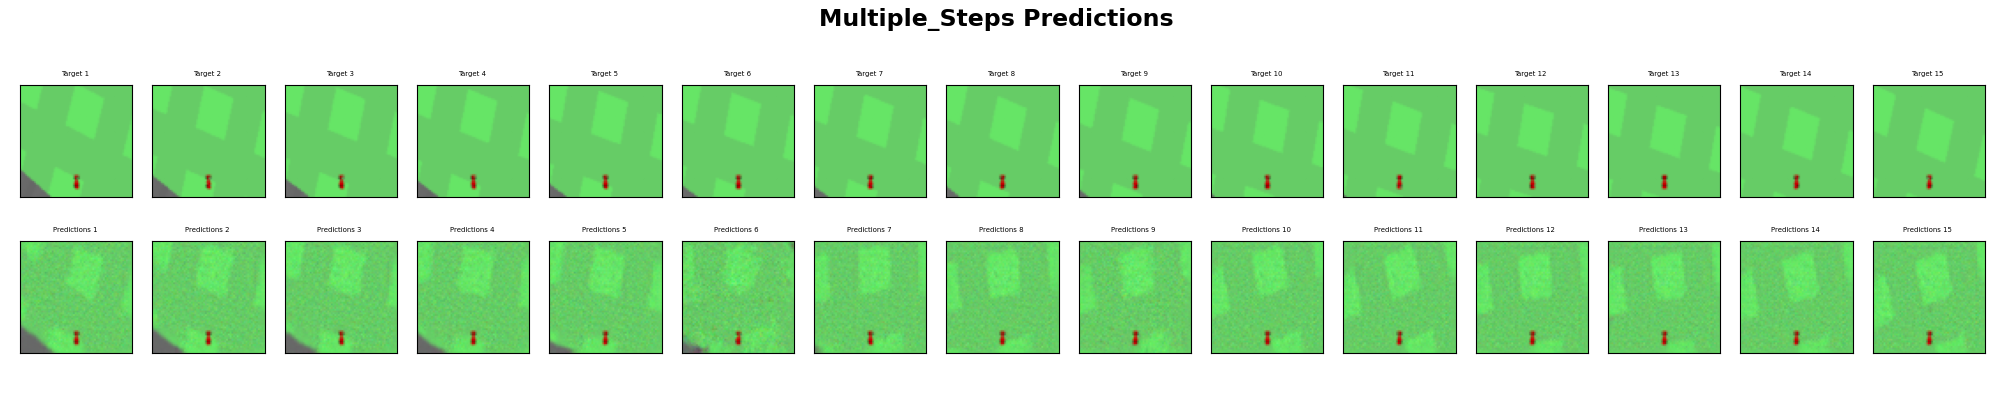 Multiple_Steps Predictions
Target 1 Target 2 Target 3 Target 4 Target 5 Target 6 Target 7 Target 8 Target 9 Target 10 Target 11 Target 12 Target 13 Target 14 Target 15
Predictions 1 Predictions 2 Predictions 3 Predictions 4 Predictions 5 Predictions 6 Predictions 7 Predictions 8 Predictions 9 Predictions 10 Predictions 11 Predictions 12 Predictions 13 Predictions 14 Predictions 15